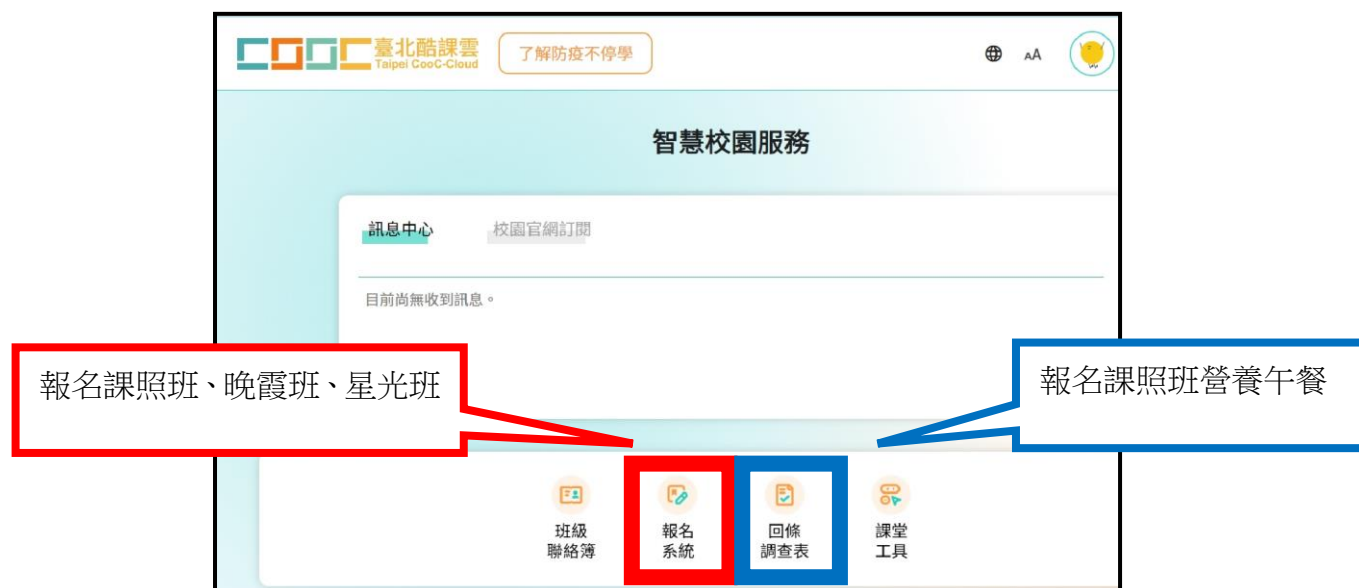 臺北酷課雲
Taipei CooC-Cloud
了解防疫不停學
AA
智慧校園服務
訊息中心
校園官網訂閱
目前尚無收到訊息。
報名課照班、晚霞班、星光班
報名課照班營養午餐
班級
聯絡簿
報名
系統
回條
調查表
課堂
工具